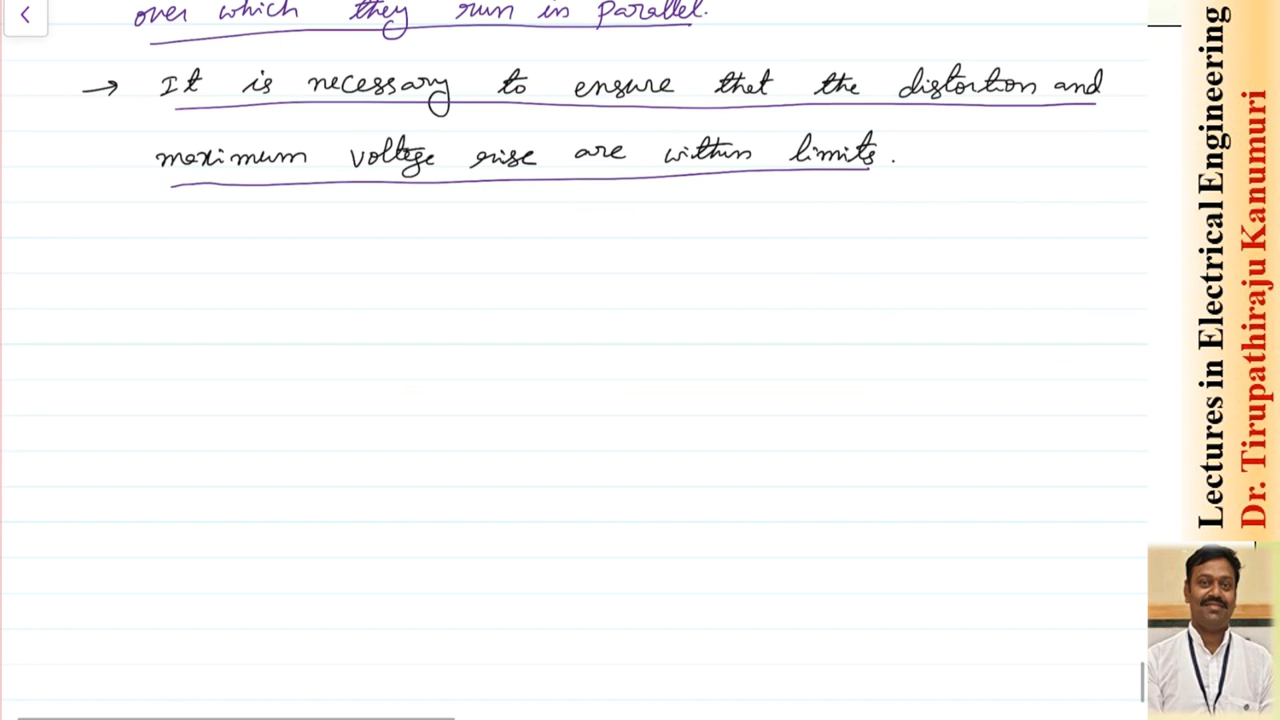 over which they run in parallel.
→ It is necessary to ensure that the distortion and
maximum voltage rise are within limits.
Lectures in Electrical Engineering
Dr. Tirupathiraju Kanumuri